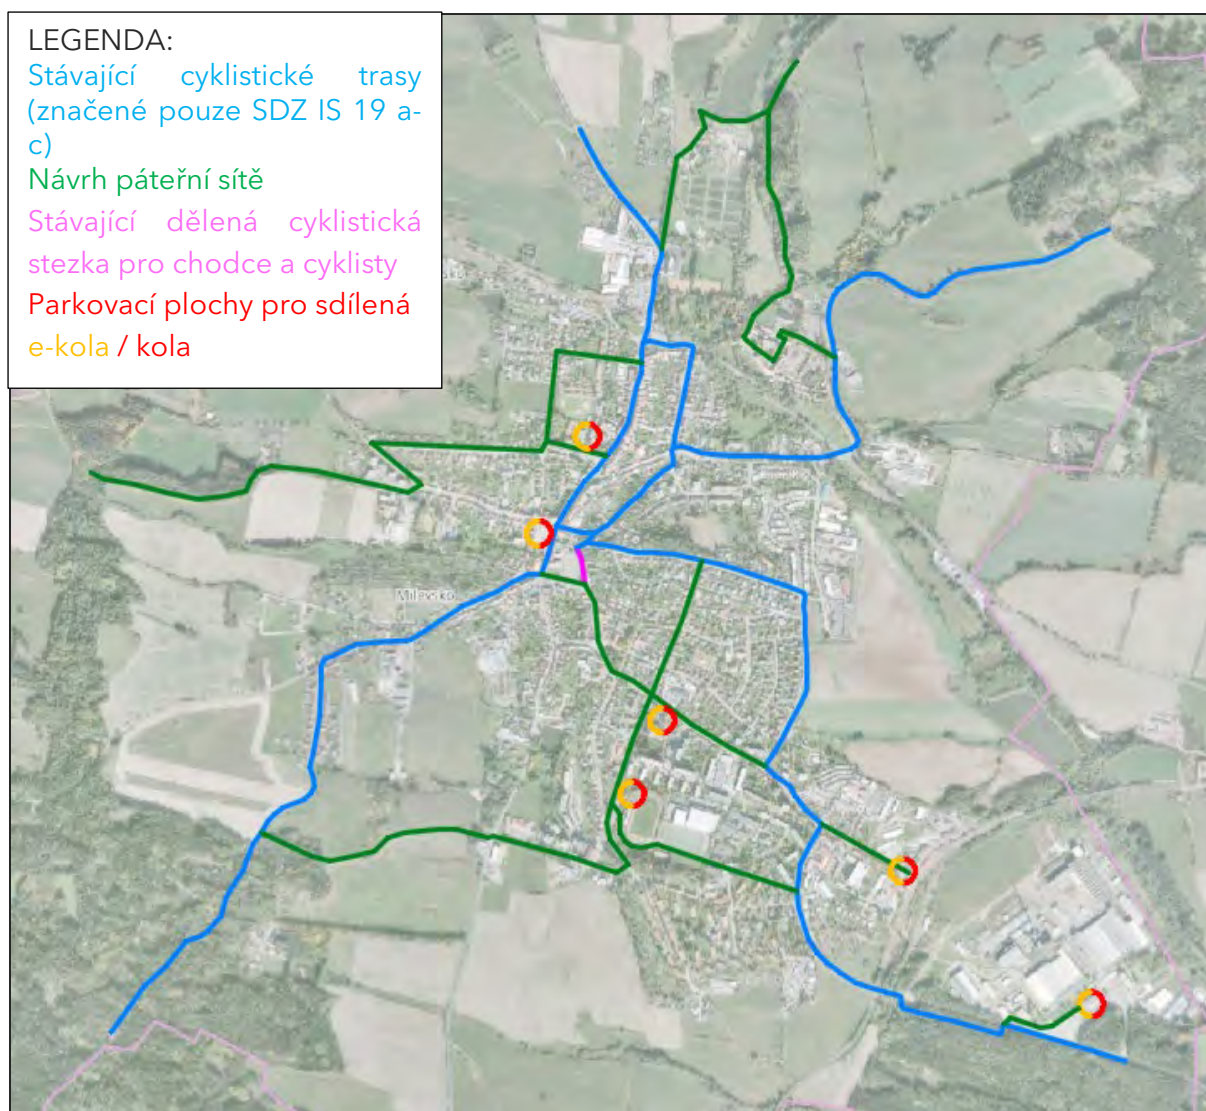 LEGENDA:
Stávající cyklistické trasy
(značené pouze SDZ IS 19 a-
c)
Návrh páteřní sítě
Stávající dělená cyklistická
stezka pro chodce a cyklisty
Parkovací plochy pro sdílená
e-kola / kola
Milevsko